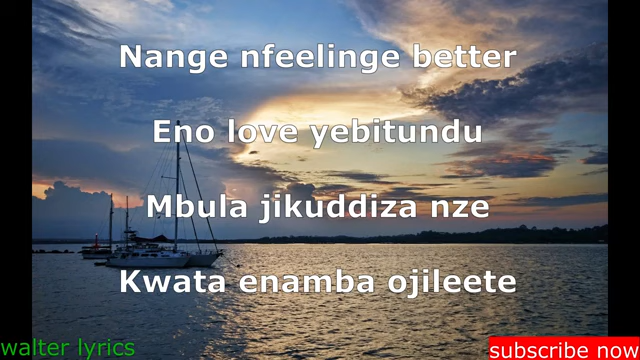 Nange nfeelinge better
Eno love yebitundu
Mbula jikuddiza nze
Kwata enamba ojileete
walter lyrics
subscribe now